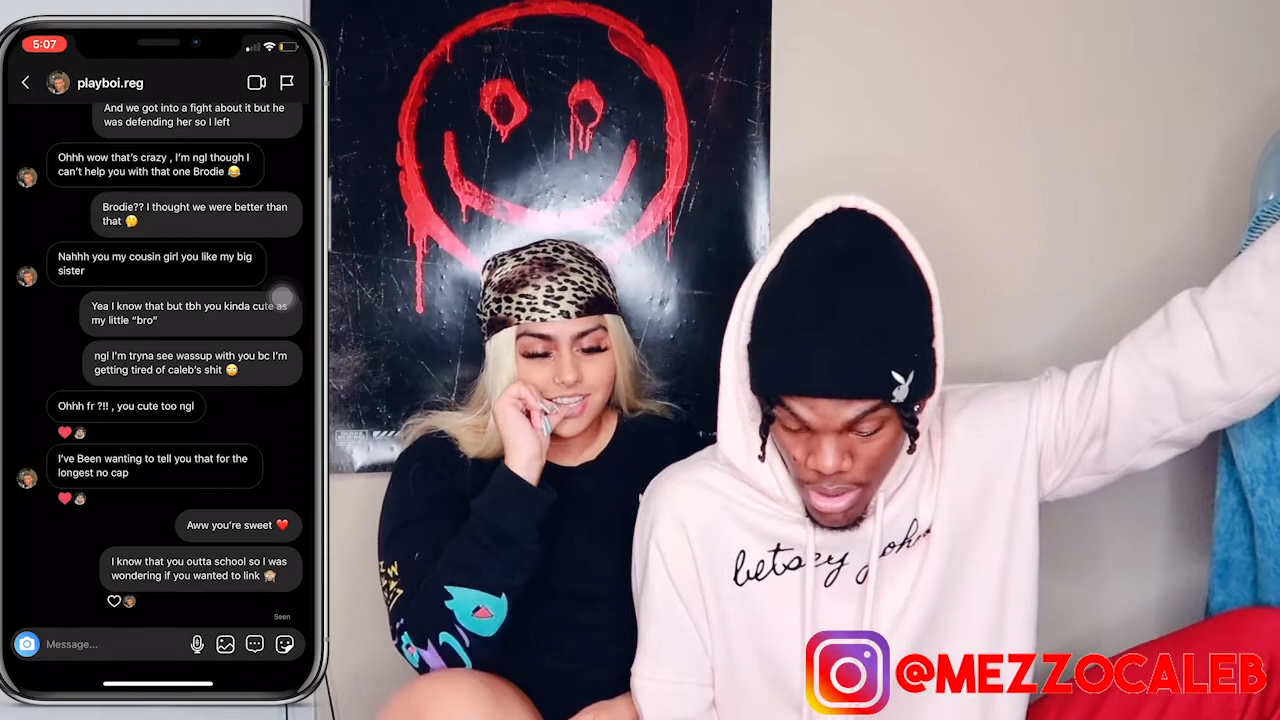 5:07
playboi.reg
And we got into a fight about it but he
was defending her so I left
Ohhh wow that's crazy , I'm ngl though I
can't help you with that one Brodie 😂
Brodie?? I thought we were better than
that 🤔
Nahhh you my cousin girl you like my big
sister
Yea I know that but tbh you kinda cute as
my little “bro”
ngl I'm tryna see wassup with you bc I'm
getting tired of caleb's shit 🙄
Ohhh fr ?!! , you cute too ngl
I've Been wanting to tell you that for the
longest no cap
Aww you're sweet ❤️
I know that you outta school so I was
wondering if you wanted to link 🙈
Seen
Message...
betsey joh
@MEZZOCALEB